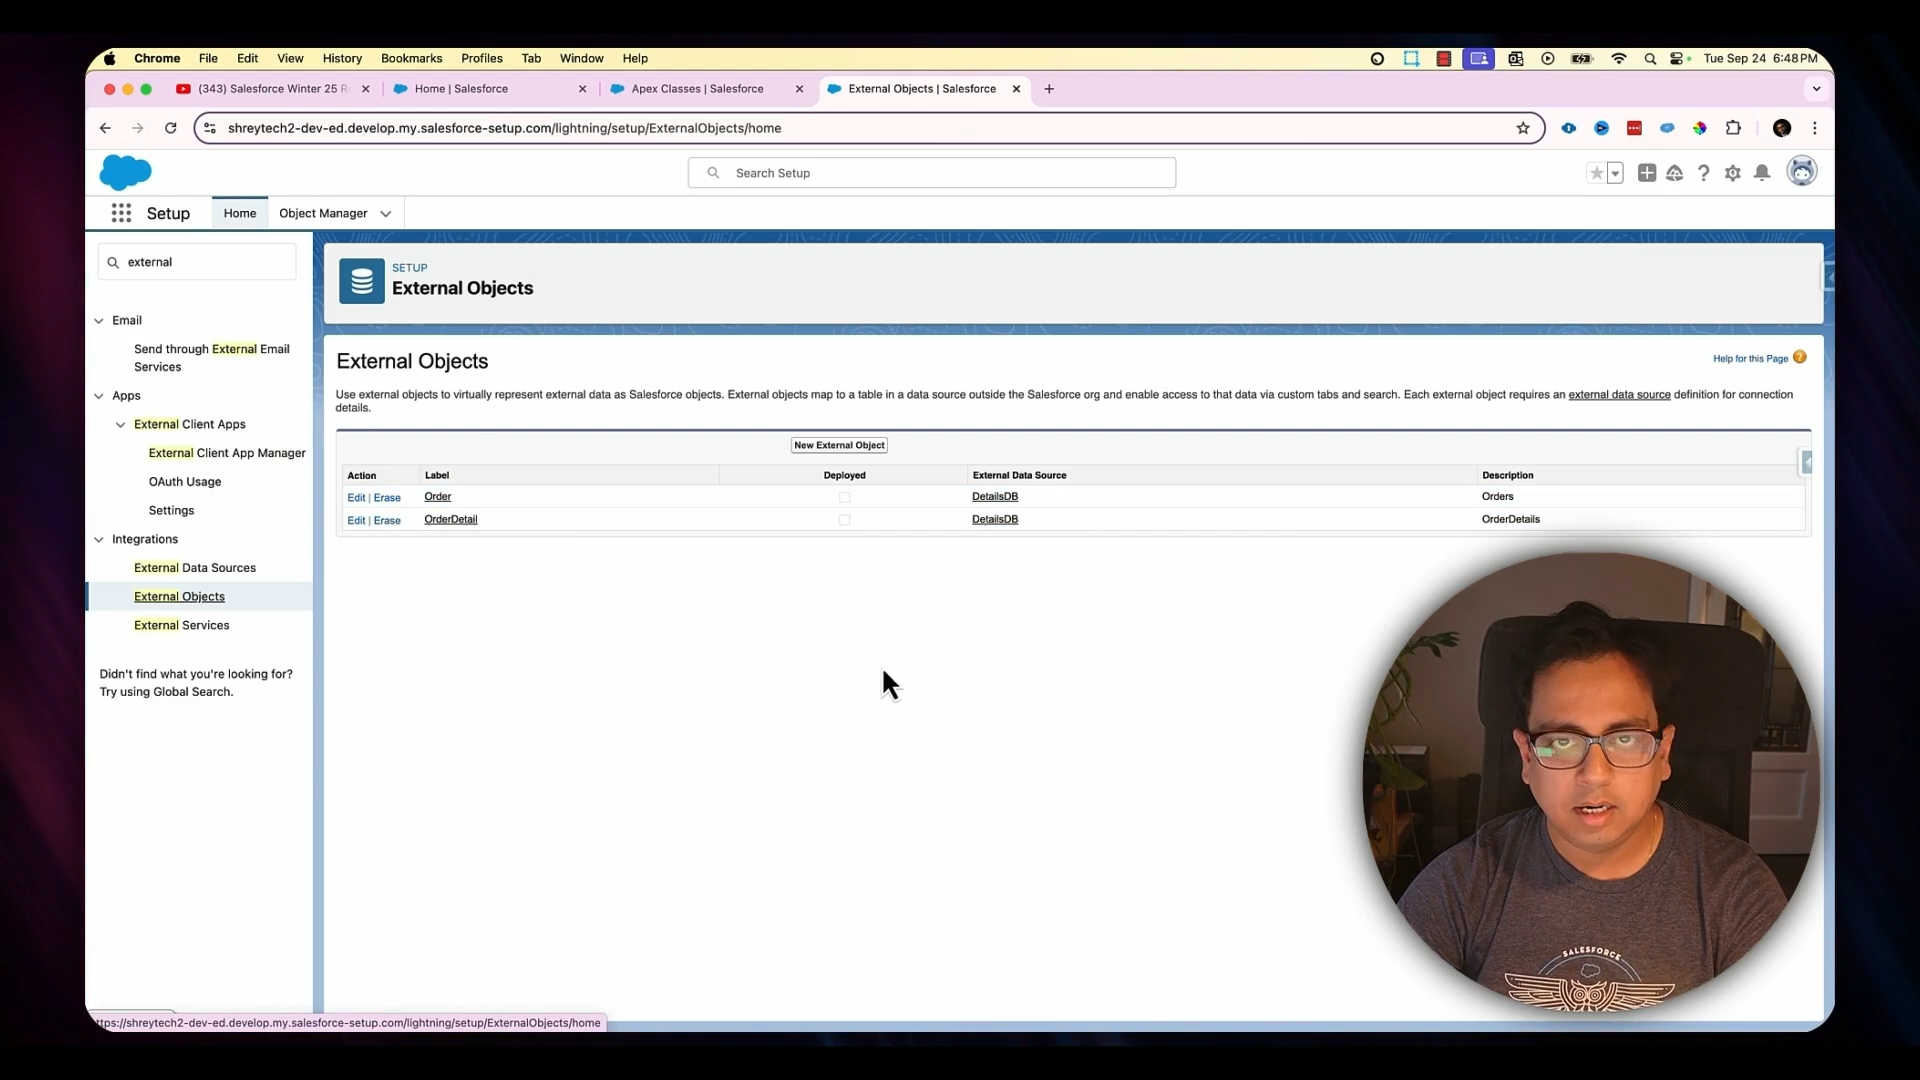 Chrome File Edit View History Bookmarks Profiles Tab Window Help Tue Sep 24 6:48 PM
(343) Salesforce Winter 25 R Home | Salesforce Apex Classes | Salesforce External Objects | Salesforce
shreytech2-dev-ed.develop.my.salesforce-setup.com/lightning/setup/ExternalObjects/home
Search Setup
Setup Home Object Manager
external
Email
Send through External Email
Services
Apps
External Client Apps
External Client App Manager
OAuth Usage
Settings
Integrations
External Data Sources
External Objects
External Services
Didn't find what you're looking for?
Try using Global Search.
SETUP
External Objects
External Objects
Help for this Page ?
Use external objects to virtually represent external data as Salesforce objects. External objects map to a table in a data source outside the Salesforce org and enable access to that data via custom tabs and search. Each external object requires an external data source definition for connection
details.
New External Object
Action Label Deployed External Data Source Description
Edit | Erase Order DetailsDB Orders
Edit | Erase OrderDetail DetailsDB OrderDetails
SALESFORCE
ttps://shreytech2-dev-ed.develop.my.salesforce-setup.com/lightning/setup/ExternalObjects/home